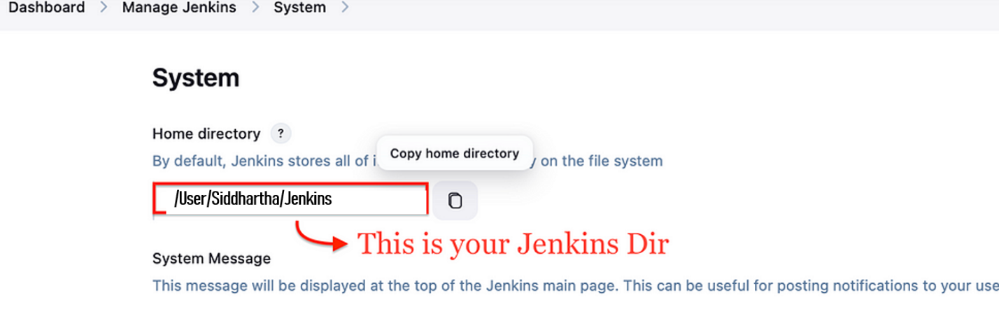 Dashboard > Manage Jenkins > System >
System
Home directory ?
Copy home directory
By default, Jenkins stores all of i y on the file system
/User/Siddhartha/Jenkins
This is your Jenkins Dir
System Message
This message will be displayed at the top of the Jenkins main page. This can be useful for posting notifications to your use